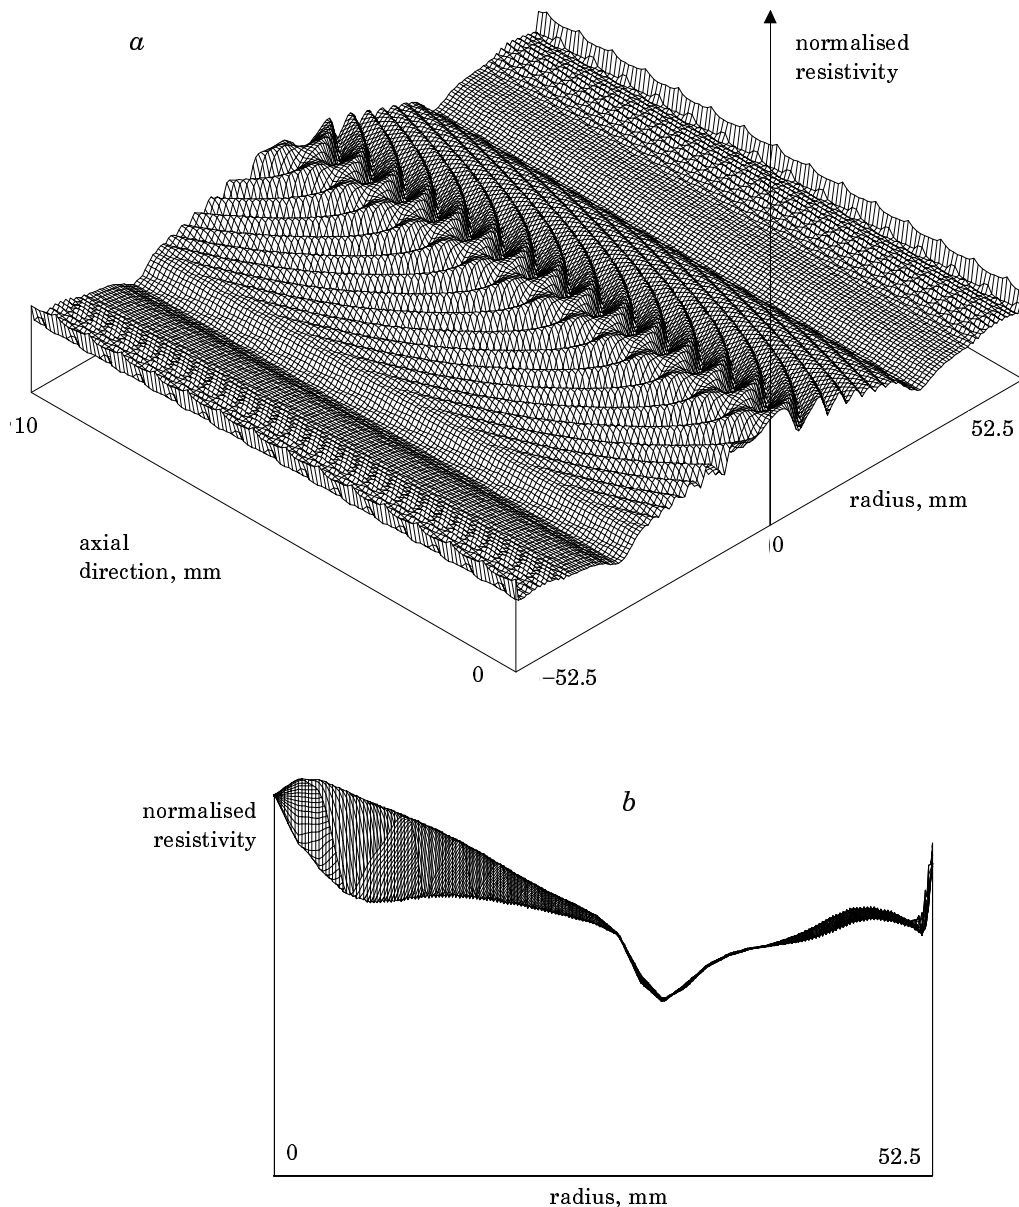 a
normalised
resistivity
10
52.5
radius, mm
0
axial
direction, mm
0
–52.5
b
normalised
resistivity
0
52.5
radius, mm